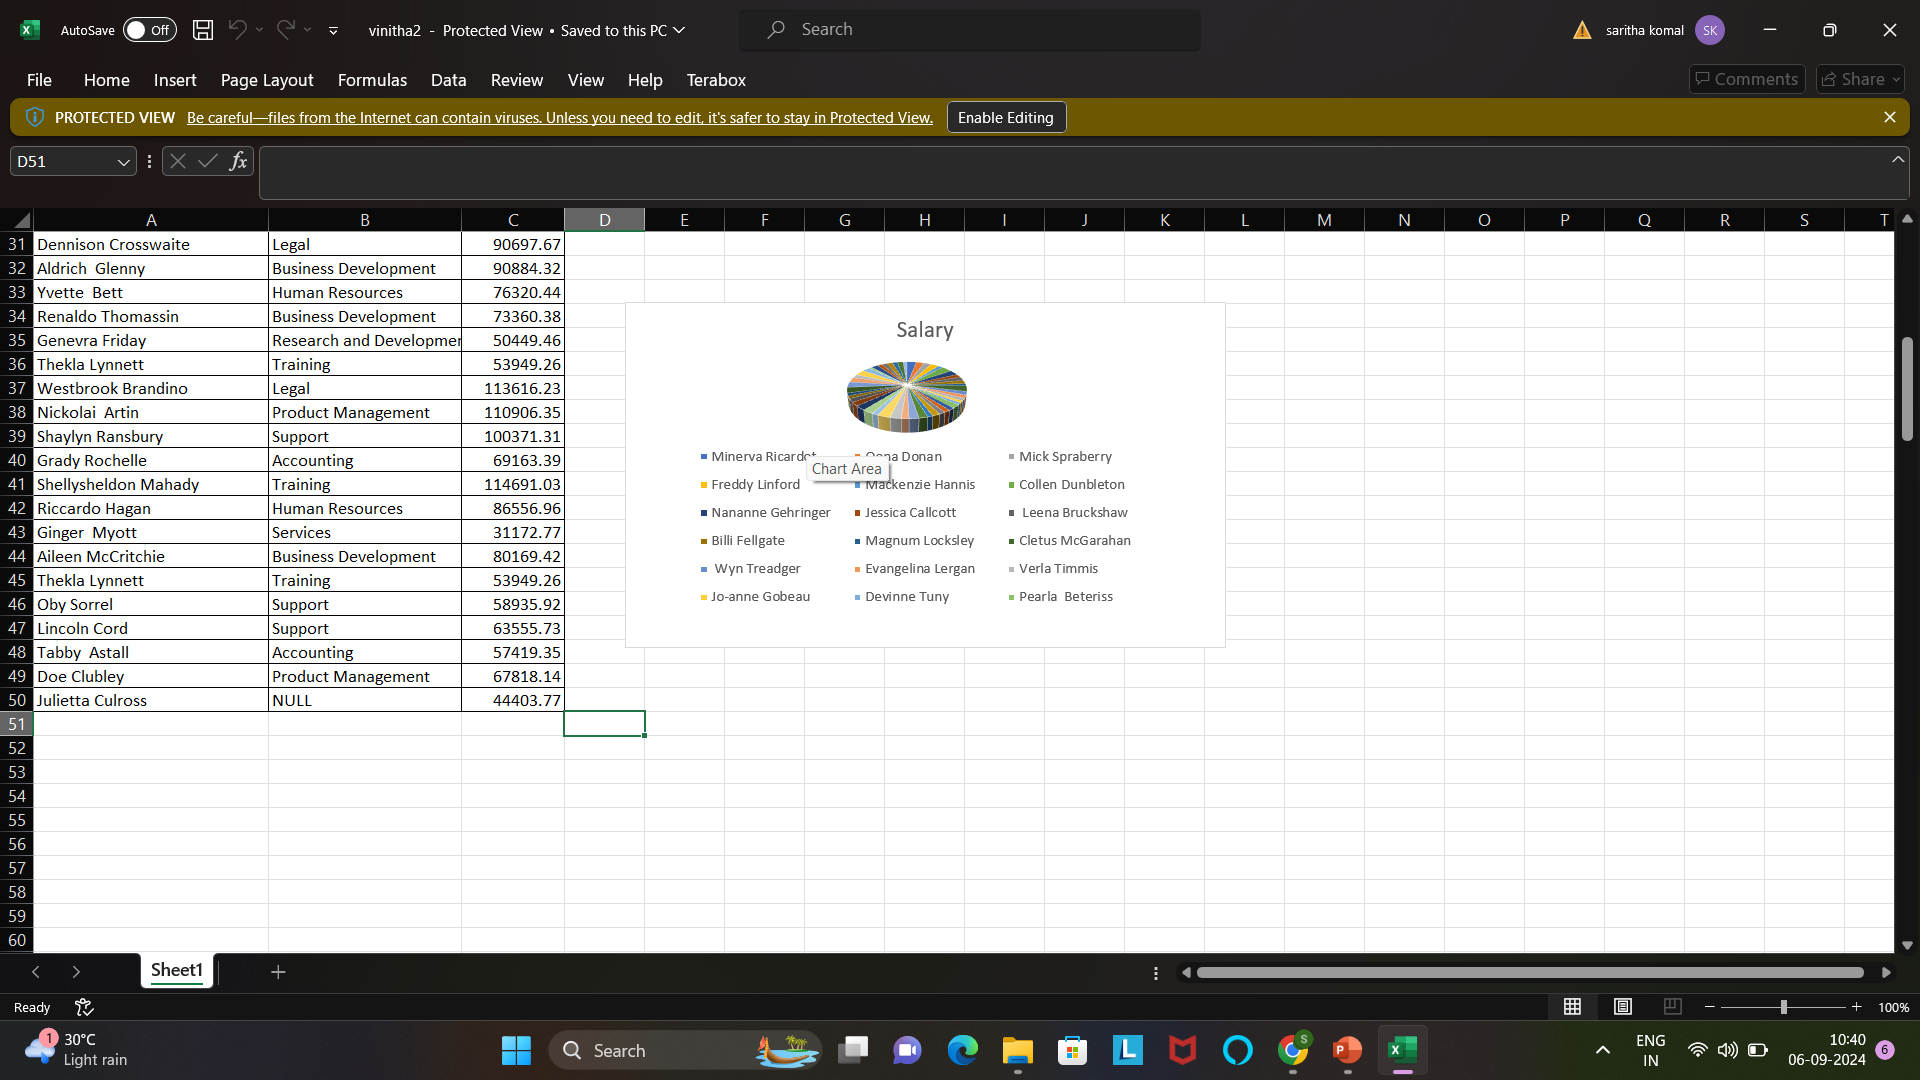 AutoSave Off vinitha2 - Protected View • Saved to this PC Search saritha komal SK
File Home Insert Page Layout Formulas Data Review View Help Terabox Comments Share
PROTECTED VIEW Be careful—files from the Internet can contain viruses. Unless you need to edit, it's safer to stay in Protected View. Enable Editing
D51 fx
A B C D E F G H I J K L M N O P Q R S T
31 Dennison Crosswaite Legal 90697.67
32 Aldrich  Glenny Business Development 90884.32
33 Yvette  Bett Human Resources 76320.44
34 Renaldo Thomassin Business Development 73360.38
35 Genevra Friday Research and Developmer 50449.46
36 Thekla Lynnett Training 53949.26
37 Westbrook Brandino Legal 113616.23
38 Nickolai  Artin Product Management 110906.35
39 Shaylyn Ransbury Support 100371.31
40 Grady Rochelle Accounting 69163.39
41 Shellysheldon Mahady Training 114691.03
42 Riccardo Hagan Human Resources 86556.96
43 Ginger  Myott Services 31172.77
44 Aileen McCritchie Business Development 80169.42
45 Thekla Lynnett Training 53949.26
46 Oby Sorrel Support 58935.92
47 Lincoln Cord Support 63555.73
48 Tabby  Astall Accounting 57419.35
49 Doe Clubley Product Management 67818.14
50 Julietta Culross NULL 44403.77
51
52
53
54
55
56
57
58
59
60
Salary
Minerva Ricardot Oona Donan Mick Spraberry
Chart Area
Freddy Linford Mackenzie Hannis Collen Dunbleton
Nananne Gehringer Jessica Callcott Leena Bruckshaw
Billi Fellgate Magnum Locksley Cletus McGarahan
Wyn Treadger Evangelina Lergan Verla Timmis
Jo-anne Gobeau Devinne Tuny Pearla  Beteriss
Sheet1
Ready 100%
1 30°C
Light rain
Search
L
S
ENG
IN
10:40
06-09-2024
6